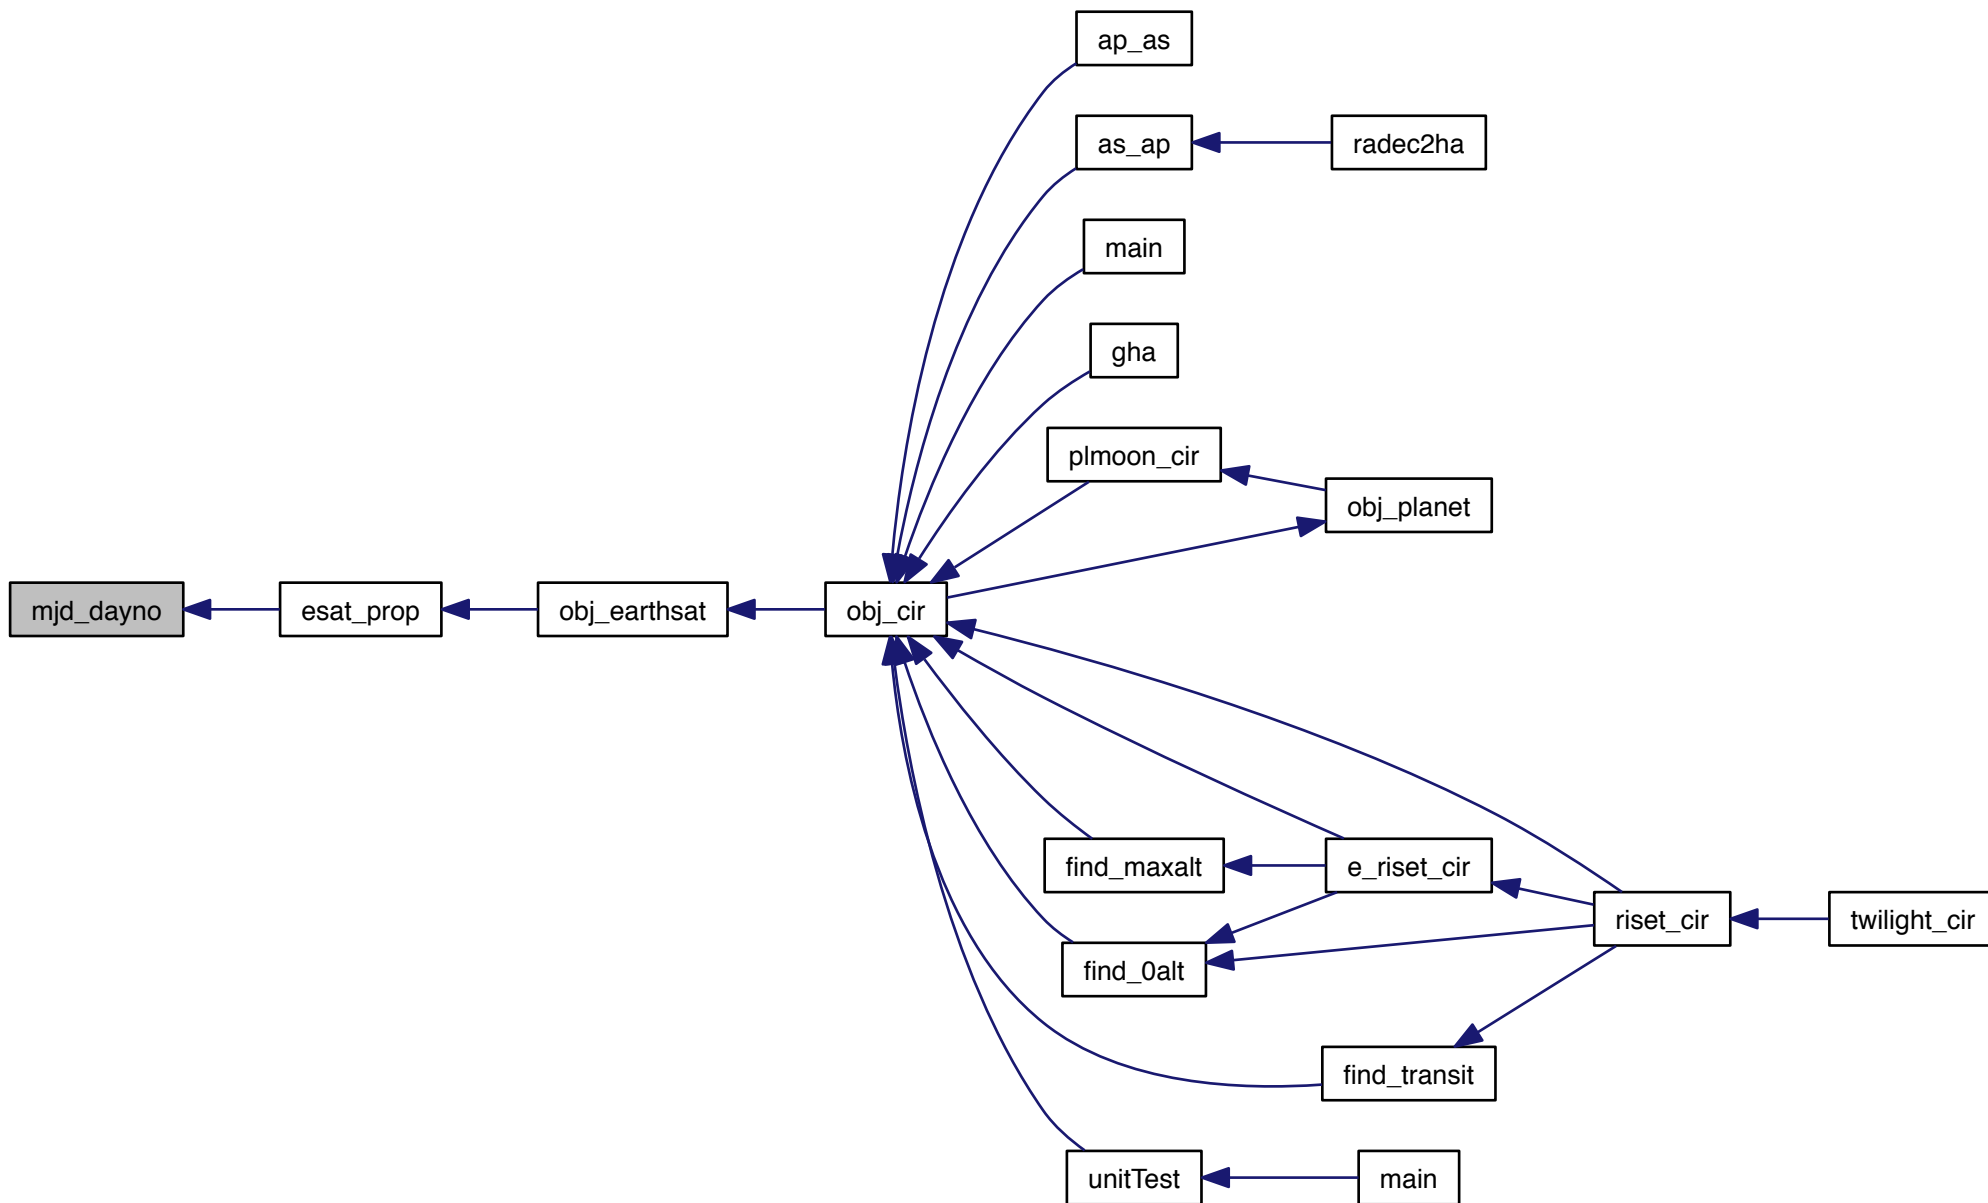 ap_as
as_ap
radec2ha
main
gha
plmoon_cir
obj_planet
mjd_dayno
esat_prop
obj_earthsat
obj_cir
find_maxalt
e_riset_cir
riset_cir
twilight_cir
find_0alt
find_transit
unitTest
main